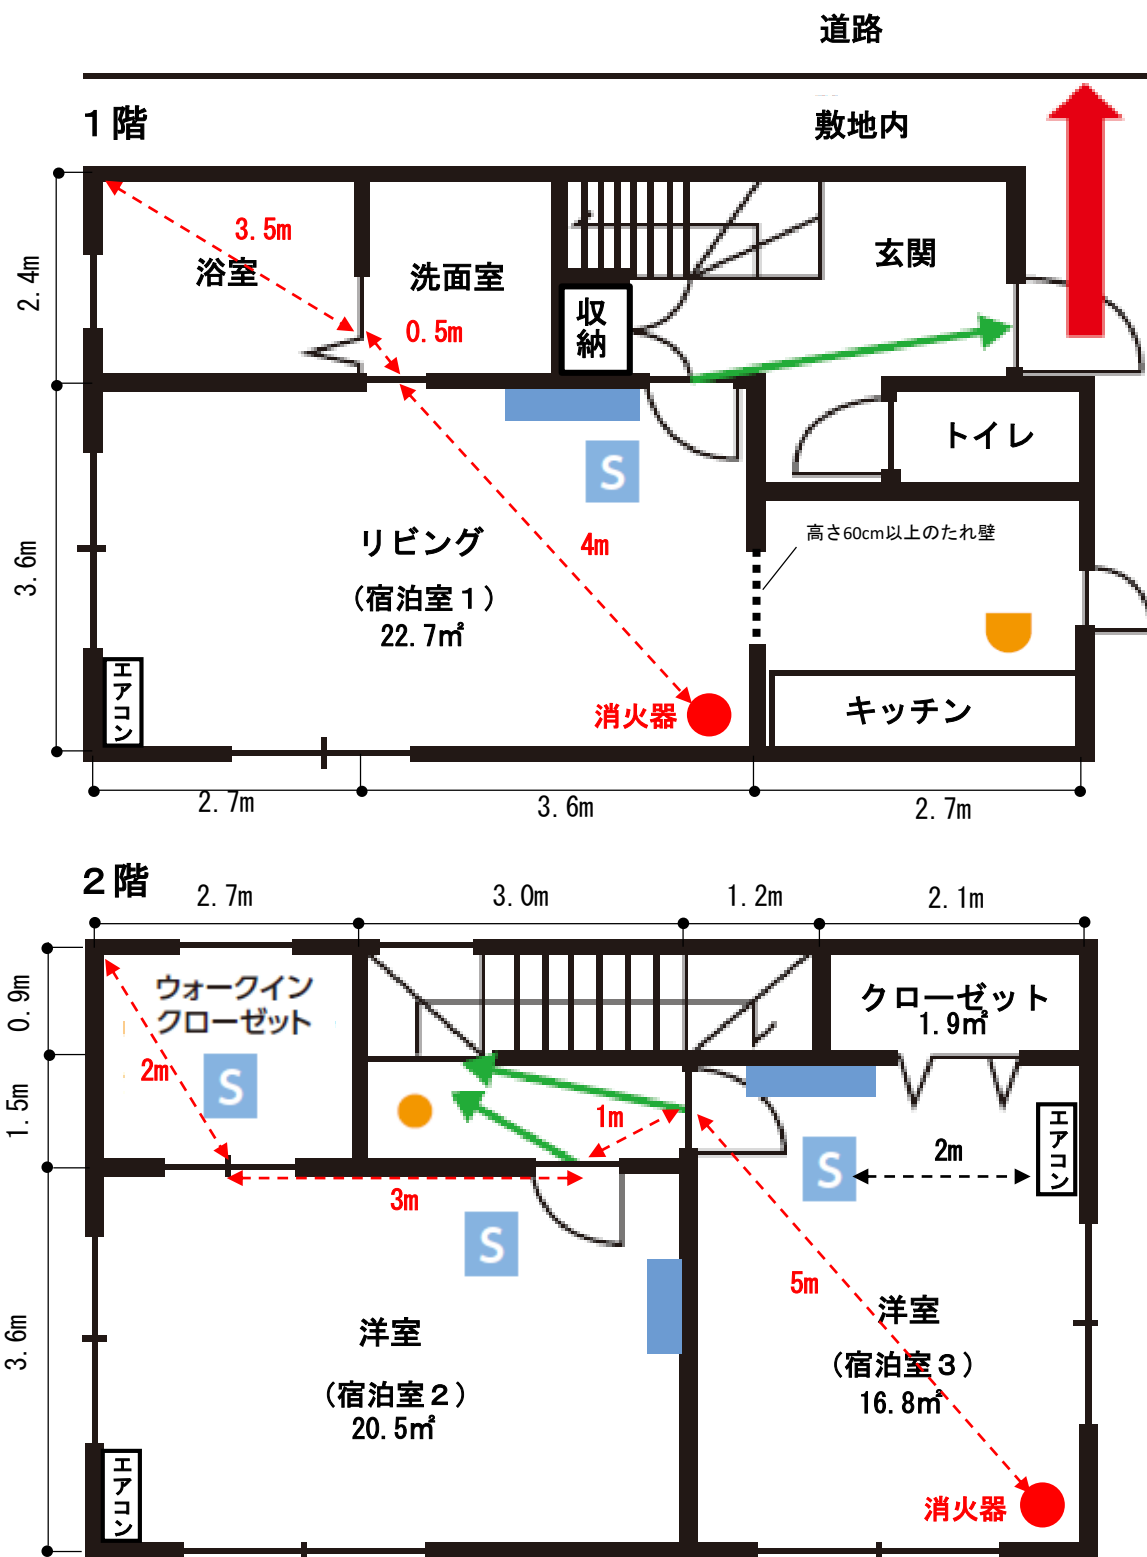 道路
1階
敷地内
3.5m
浴室
洗面室
玄関
2.4m
収
納
0.5m
トイレ
S
高さ60cm以上のたれ壁
リビング
4m
(宿泊室1)
22.7㎡
3.6m
エアコン
消火器
キッチン
2.7m
3.6m
2.7m
2階
2.7m
3.0m
1.2m
2.1m
0.9m
ウォークイン
クローゼット
クローゼット
1.9㎡
2m
S
1.5m
1m
エアコン
S
2m
3m
S
5m
洋室
洋室
3.6m
(宿泊室2)
20.5㎡
(宿泊室3)
16.8㎡
エアコン
消火器